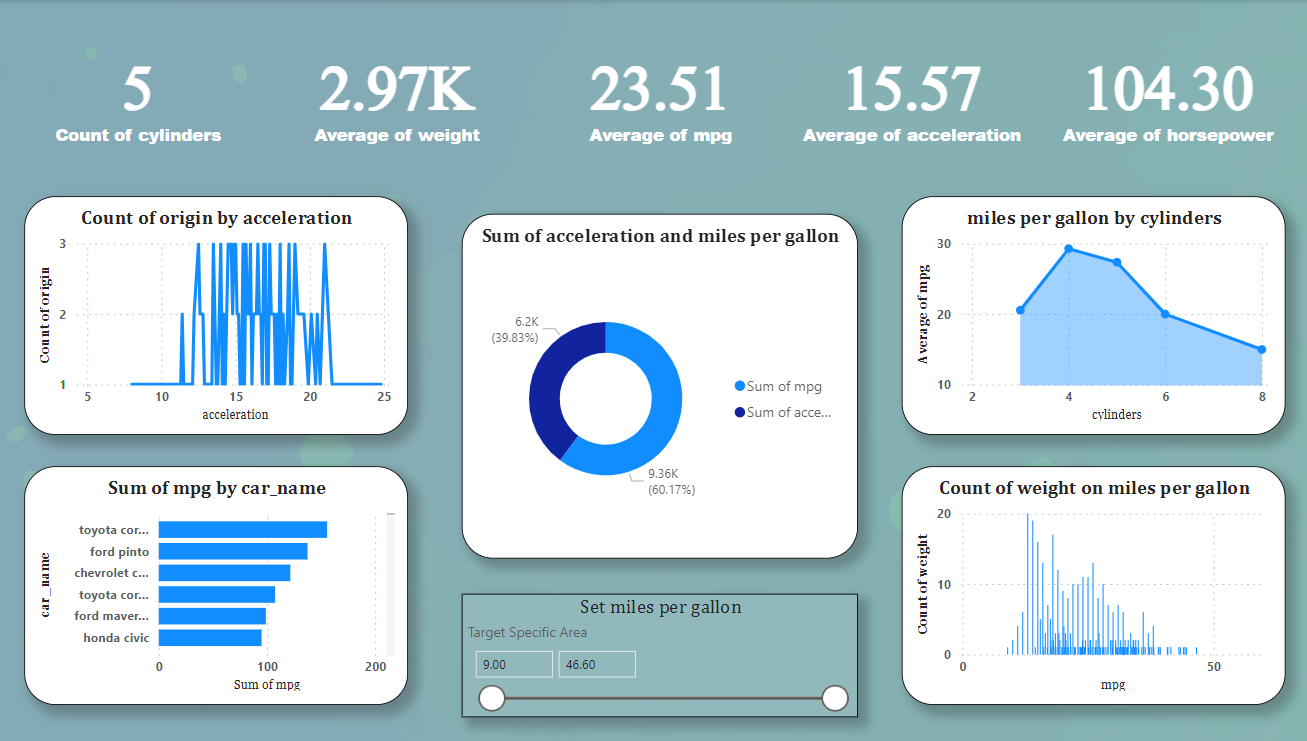 5
Count of cylinders
2.97K
Average of weight
23.51
Average of mpg
15.57
Average of acceleration
104.30
Average of horsepower
Count of origin by acceleration
Count of origin
3
2
1
5
10
15
20
25
acceleration
Sum of mpg by car_name
car_name
toyota cor...
ford pinto
chevrolet c...
toyota cor...
ford maver...
honda civic
0
100
200
Sum of mpg
Sum of acceleration and miles per gallon
6.2K
(39.83%)
Sum of mpg
Sum of acce...
9.36K
(60.17%)
Set miles per gallon
Target Specific Area
9.00
46.60
miles per gallon by cylinders
Average of mpg
30
20
10
2
4
6
8
cylinders
Count of weight on miles per gallon
Count of weight
20
10
0
0
50
mpg